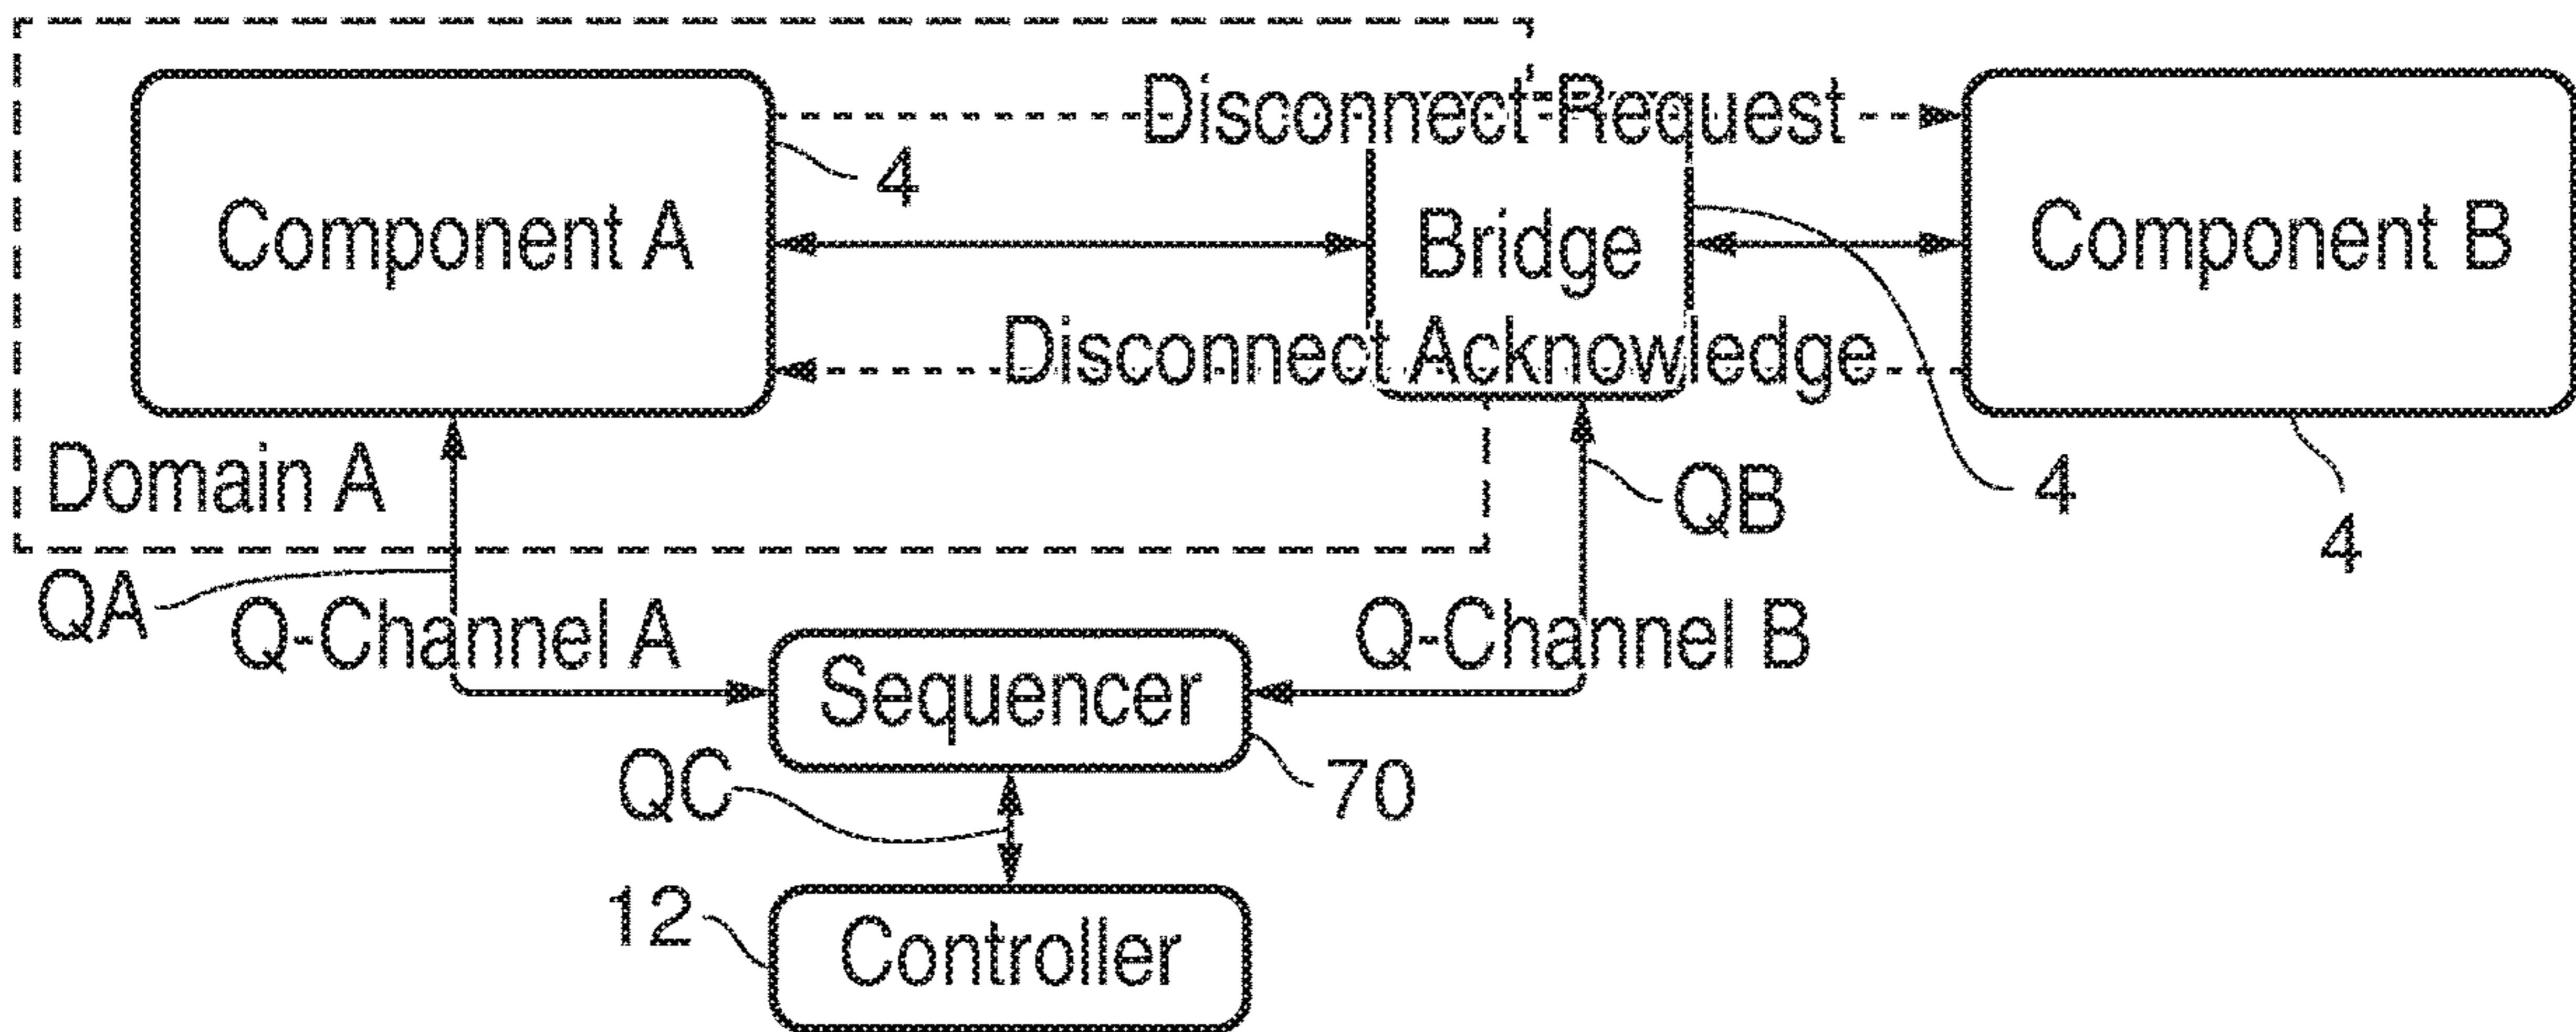 Disconnect Request
4
Component A
Bridge
Component B
Disconnect Acknowledge
Domain A
QB
4
4
QA
Q-Channel A
Q-Channel B
Sequencer
QC
70
12
Controller